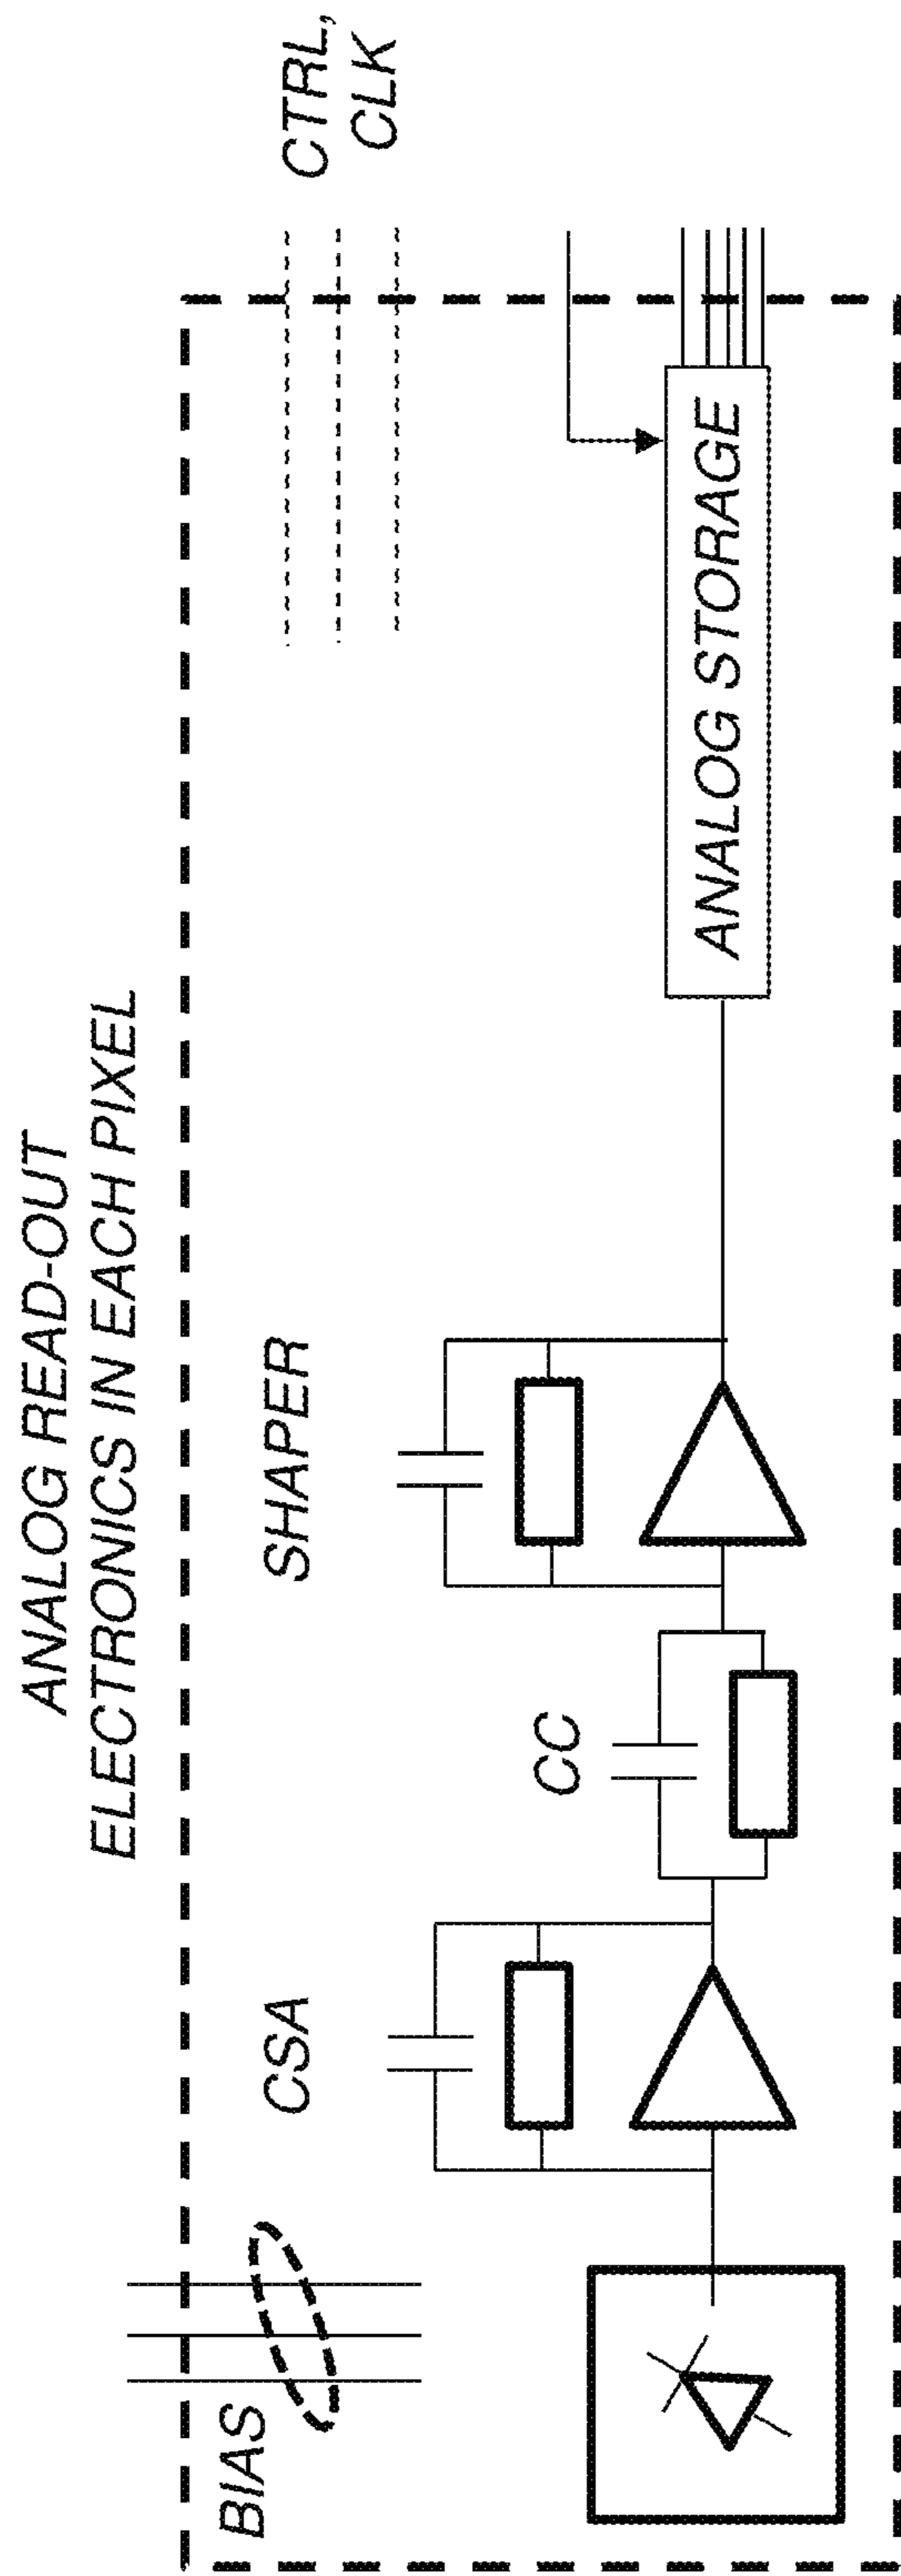 ANALOG READ-OUT
ELECTRONICS IN EACH PIXEL
BIAS
CSA
SHAPER
CTRL,
CLK
CC
ANALOG STORAGE